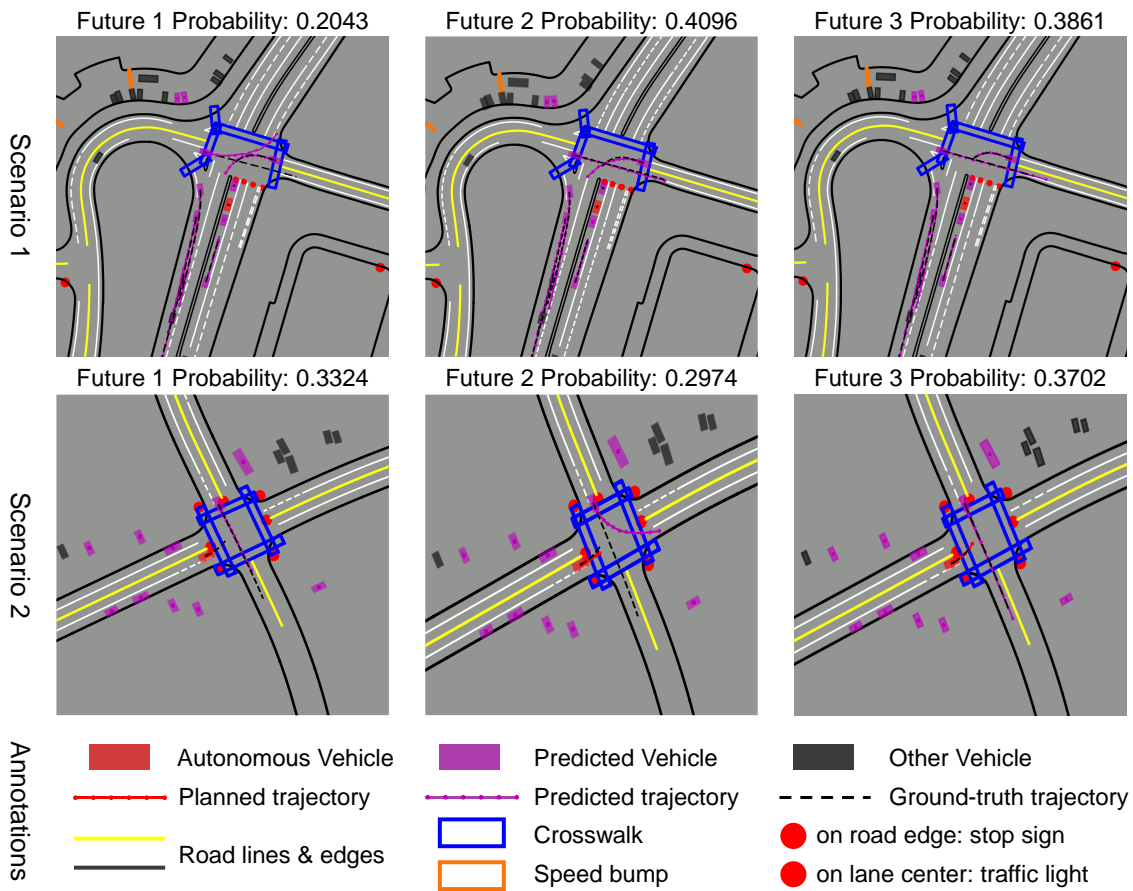 Future 1 Probability: 0.2043
Future 2 Probability: 0.4096
Future 3 Probability: 0.3861
Scenario 1
Future 1 Probability: 0.3324
Future 2 Probability: 0.2974
Future 3 Probability: 0.3702
Scenario 2
Annotations
Autonomous Vehicle
Predicted Vehicle
Other Vehicle
Planned trajectory
Predicted trajectory
Ground-truth trajectory
Road lines & edges
Crosswalk
on road edge: stop sign
Speed bump
on lane center: traffic light